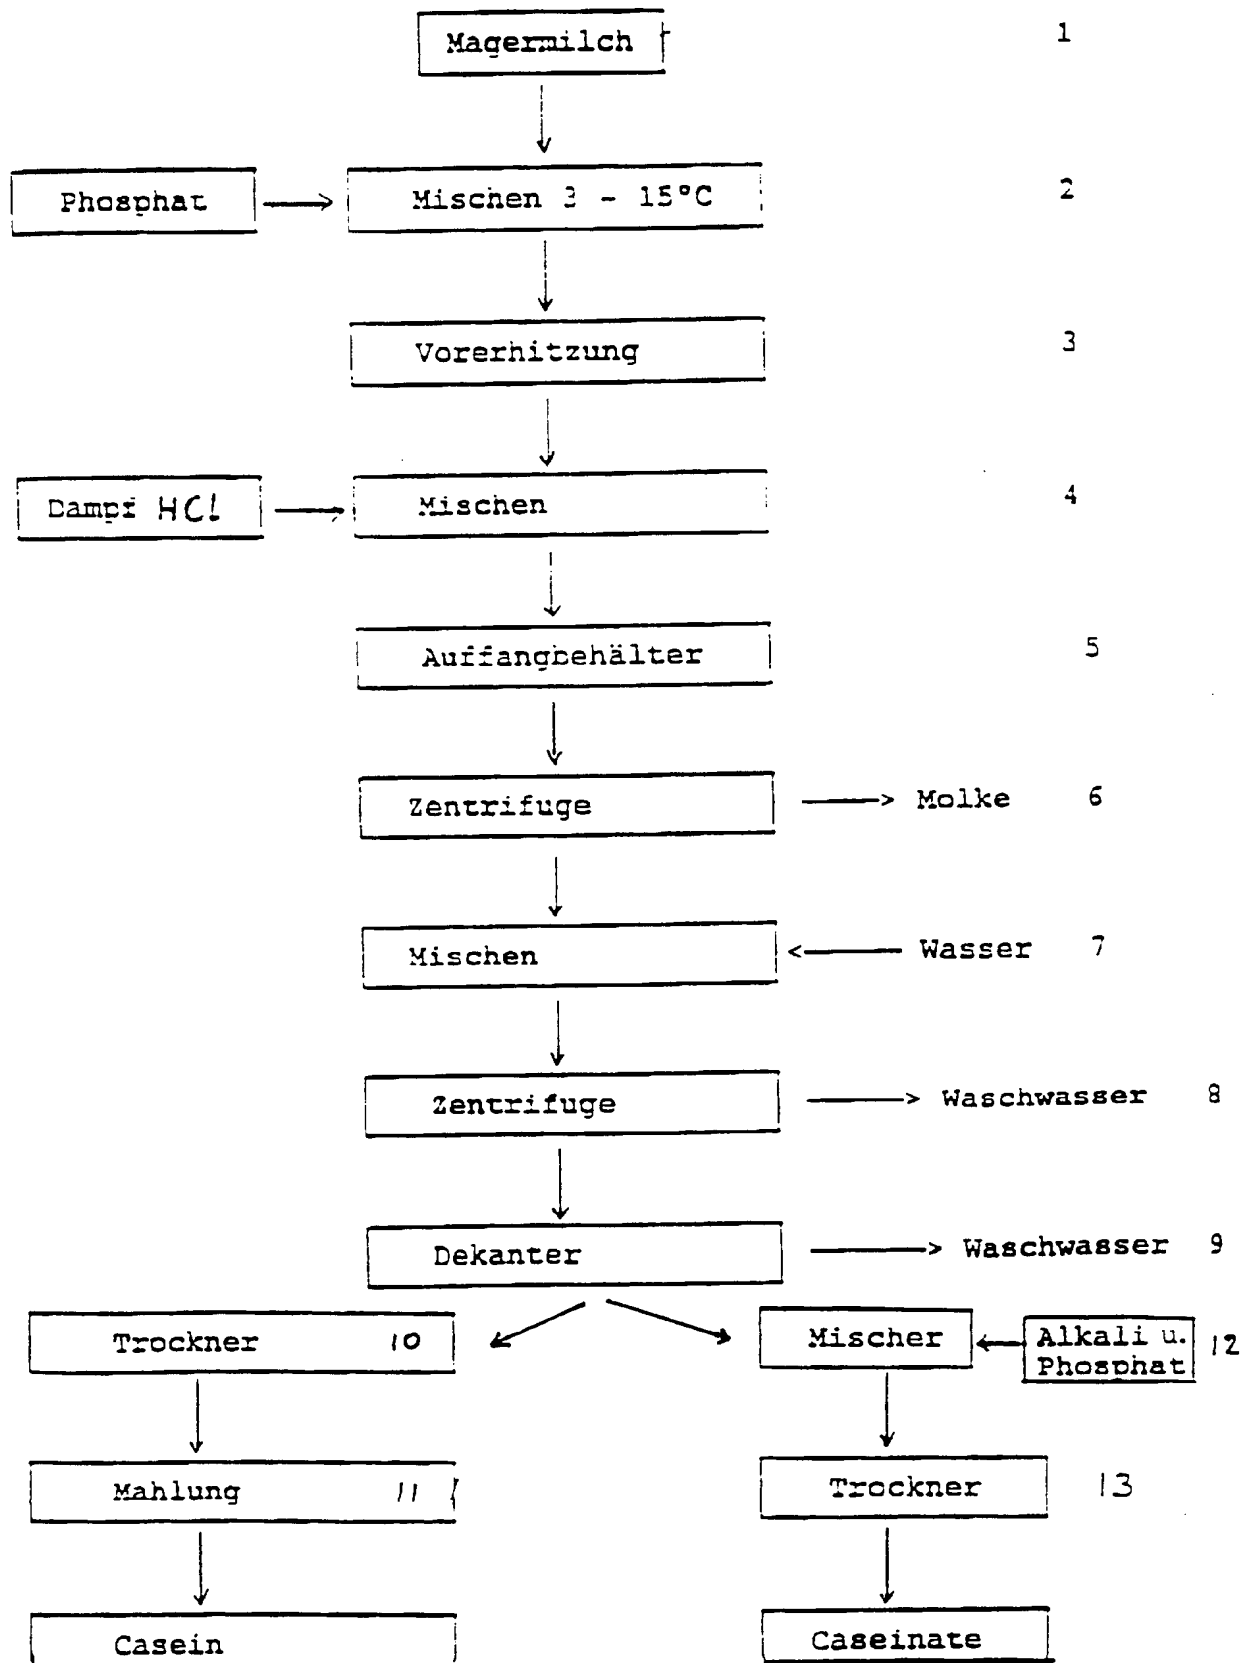 Magermilch 1
Phosphat Mischen 3 - 15°C 2
Vorerhitzung 3
Dampf HCl Mischen 4
Auffangbehälter 5
Zentrifuge Molke 6
Mischen Wasser 7
Zentrifuge Waschwasser 8
Dekanter Waschwasser 9
Trockner 10
Mischer
Alkali u. 12
Phosphat
Mahlung 11
Trockner 13
Casein
Caseinate